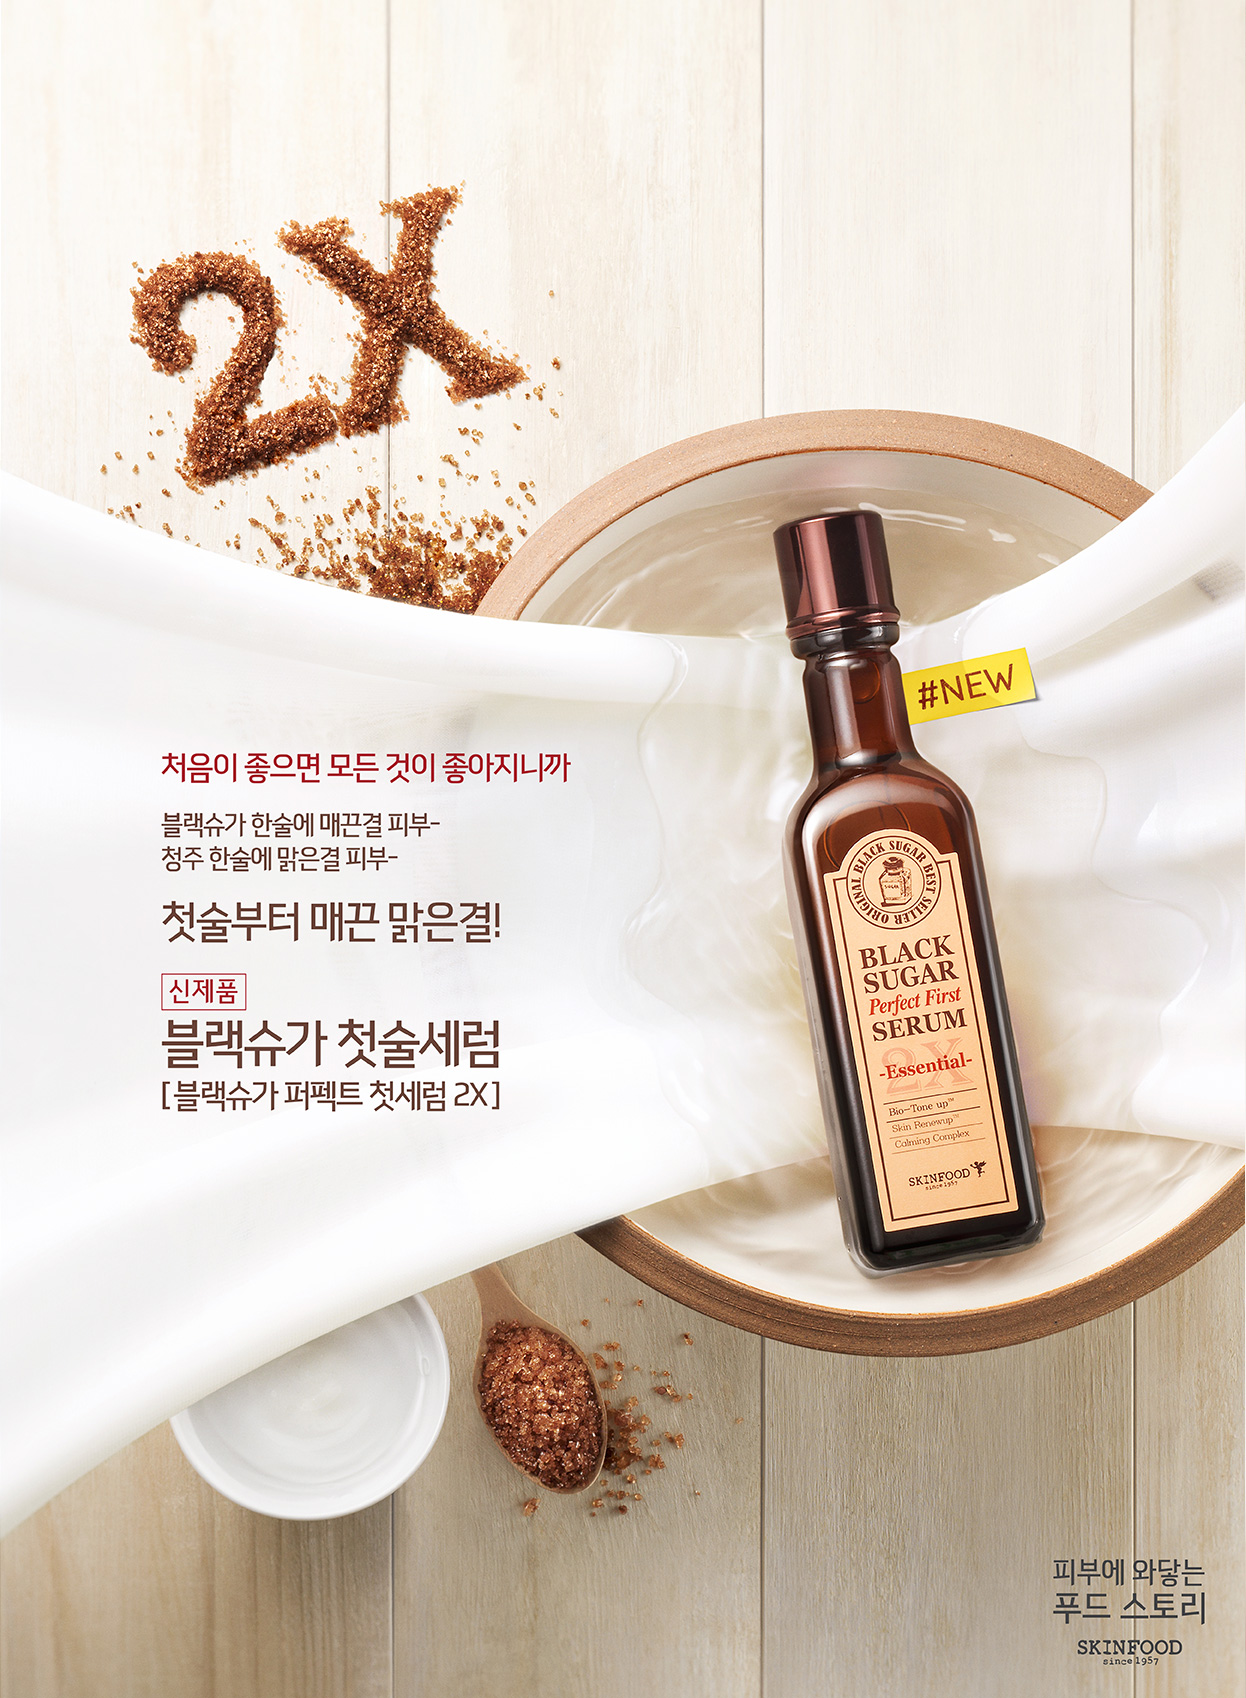 2X
#NEW
처음이 좋으면 모든 것이 좋아지니까
블랙슈가 한술에 매끈결 피부-
청주 한술에 맑은결 피부-
첫술부터 매끈 맑은결!
신제품
블랙슈가 첫술세럼
[블랙슈가 퍼펙트 첫세럼 2X]
ORIGINAL BLACK SUGAR BEST SELLER
SUGAR
BLACK
SUGAR
Perfect First
SERUM
2X
-Essential-
Bio-Tone up™
Skin Renewup™
Calming Complex
SKINFOOD
since 1957
피부에 와닿는
푸드 스토리
SKINFOOD
since 1957